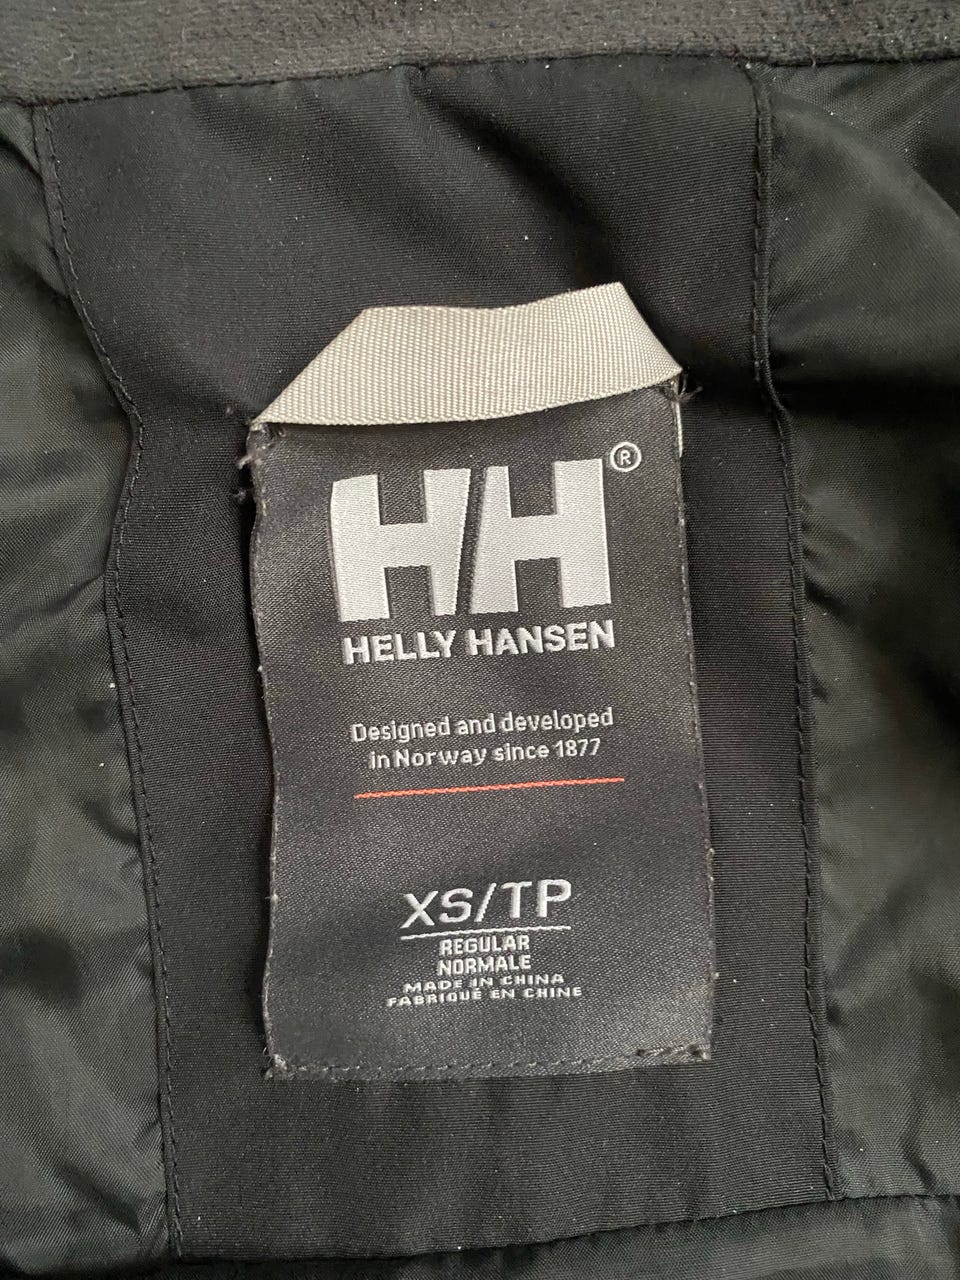 HH®
HELLY HANSEN
Designed and developed
in Norway since 1877
XS/TP
REGULAR
NORMALE
MADE IN CHINA
FABRIQUÉ EN CHINE